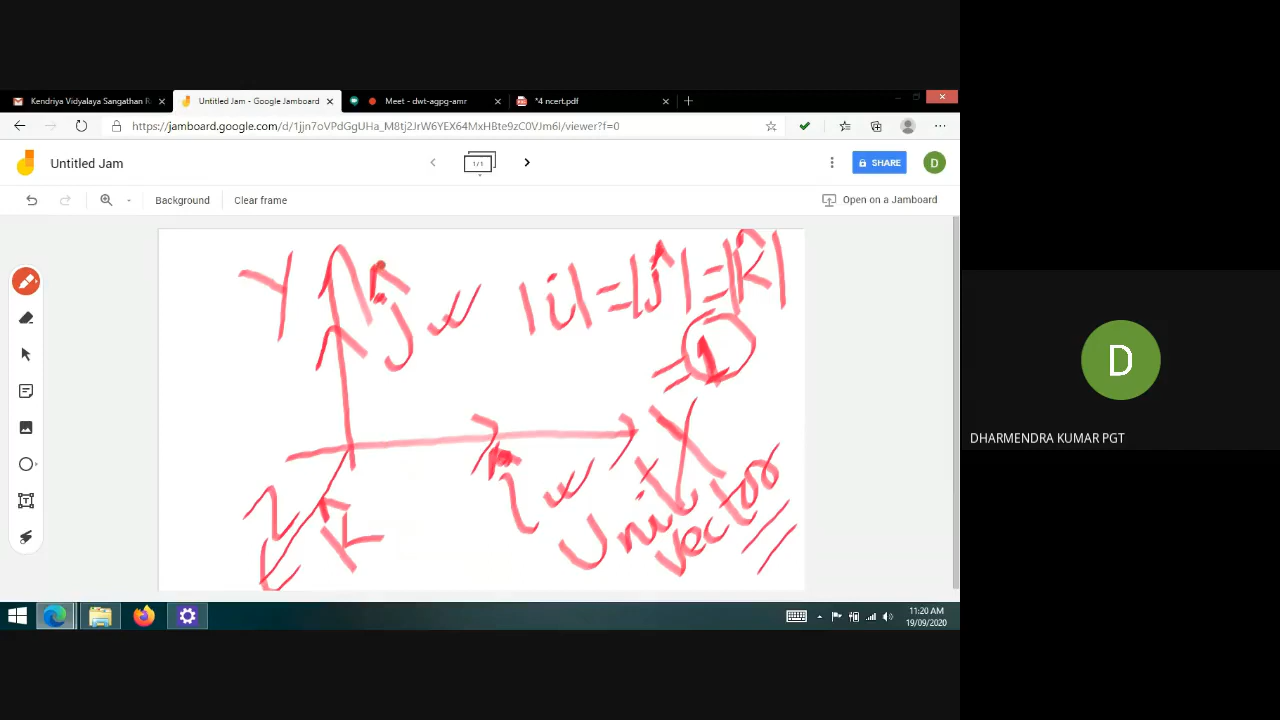 Kendriya Vidyalaya Sangathan R
Untitled Jam - Google Jamboard
Meet - dwt-agpg-amr
*4 ncert.pdf
https://jamboard.google.com/d/1jjn7oVPdGgUHa_M8tj2JrW6YEX64MxHBte9zC0VJm6I/viewer?f=0
Untitled Jam
1/1
SHARE
D
Background
Clear frame
Open on a Jamboard
Y
ĵ
|i| = |ĵ| = |k̂|
= 1
X
Z
k̂
î
Unit
vector
D
DHARMENDRA KUMAR PGT
11:20 AM
19/09/2020